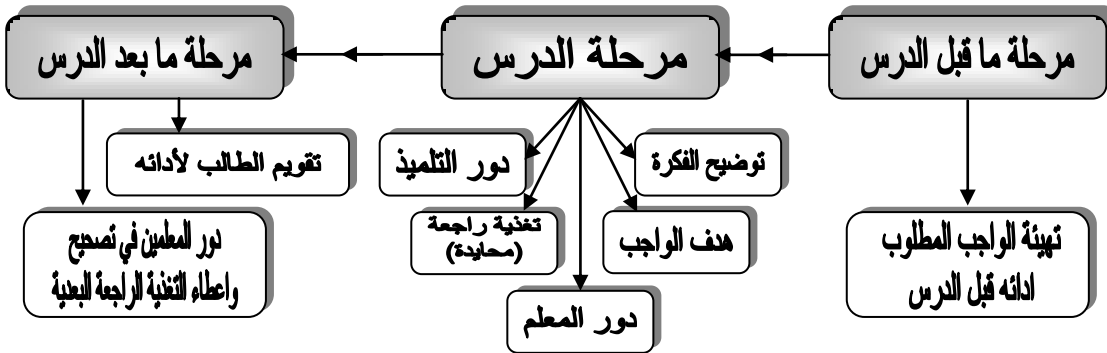 مرحلة ما قبل الدرس
مرحلة الدرس
مرحلة ما بعد الدرس
توضيح الفكرة
دور التلميذ
تقويم الطالب لأدائه
هدف الواجب
تغذية راجعة
(محايدة)
تهيئة الواجب المطلوب
ادائه قبل الدرس
دور المعلمين في تصحيح
واعطاء التغذية الراجعة البعدية
دور المعلم